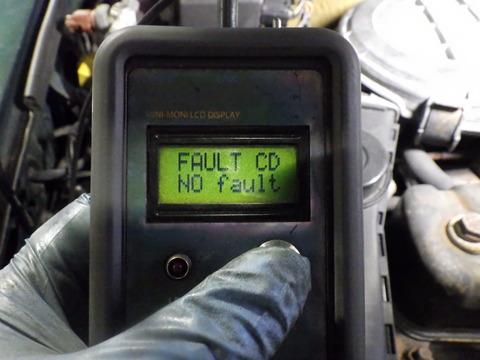 MINI-MONI LCD DISPLAY
FAULT CD
NO fault